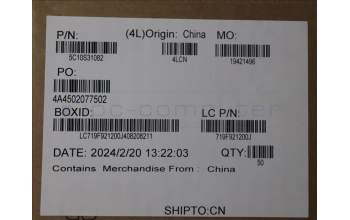 P/N: (4L)Origin: China MO:
5C10S31082 4LCN 19421496
PO:
4A4502077502
BOXID: LC P/N:
LC719F921200J408208211 719F921200J
DATE: 2024/2/20 13:22:03 QTY:
50
Contains Merchandise From : China
SHIPTO:CN